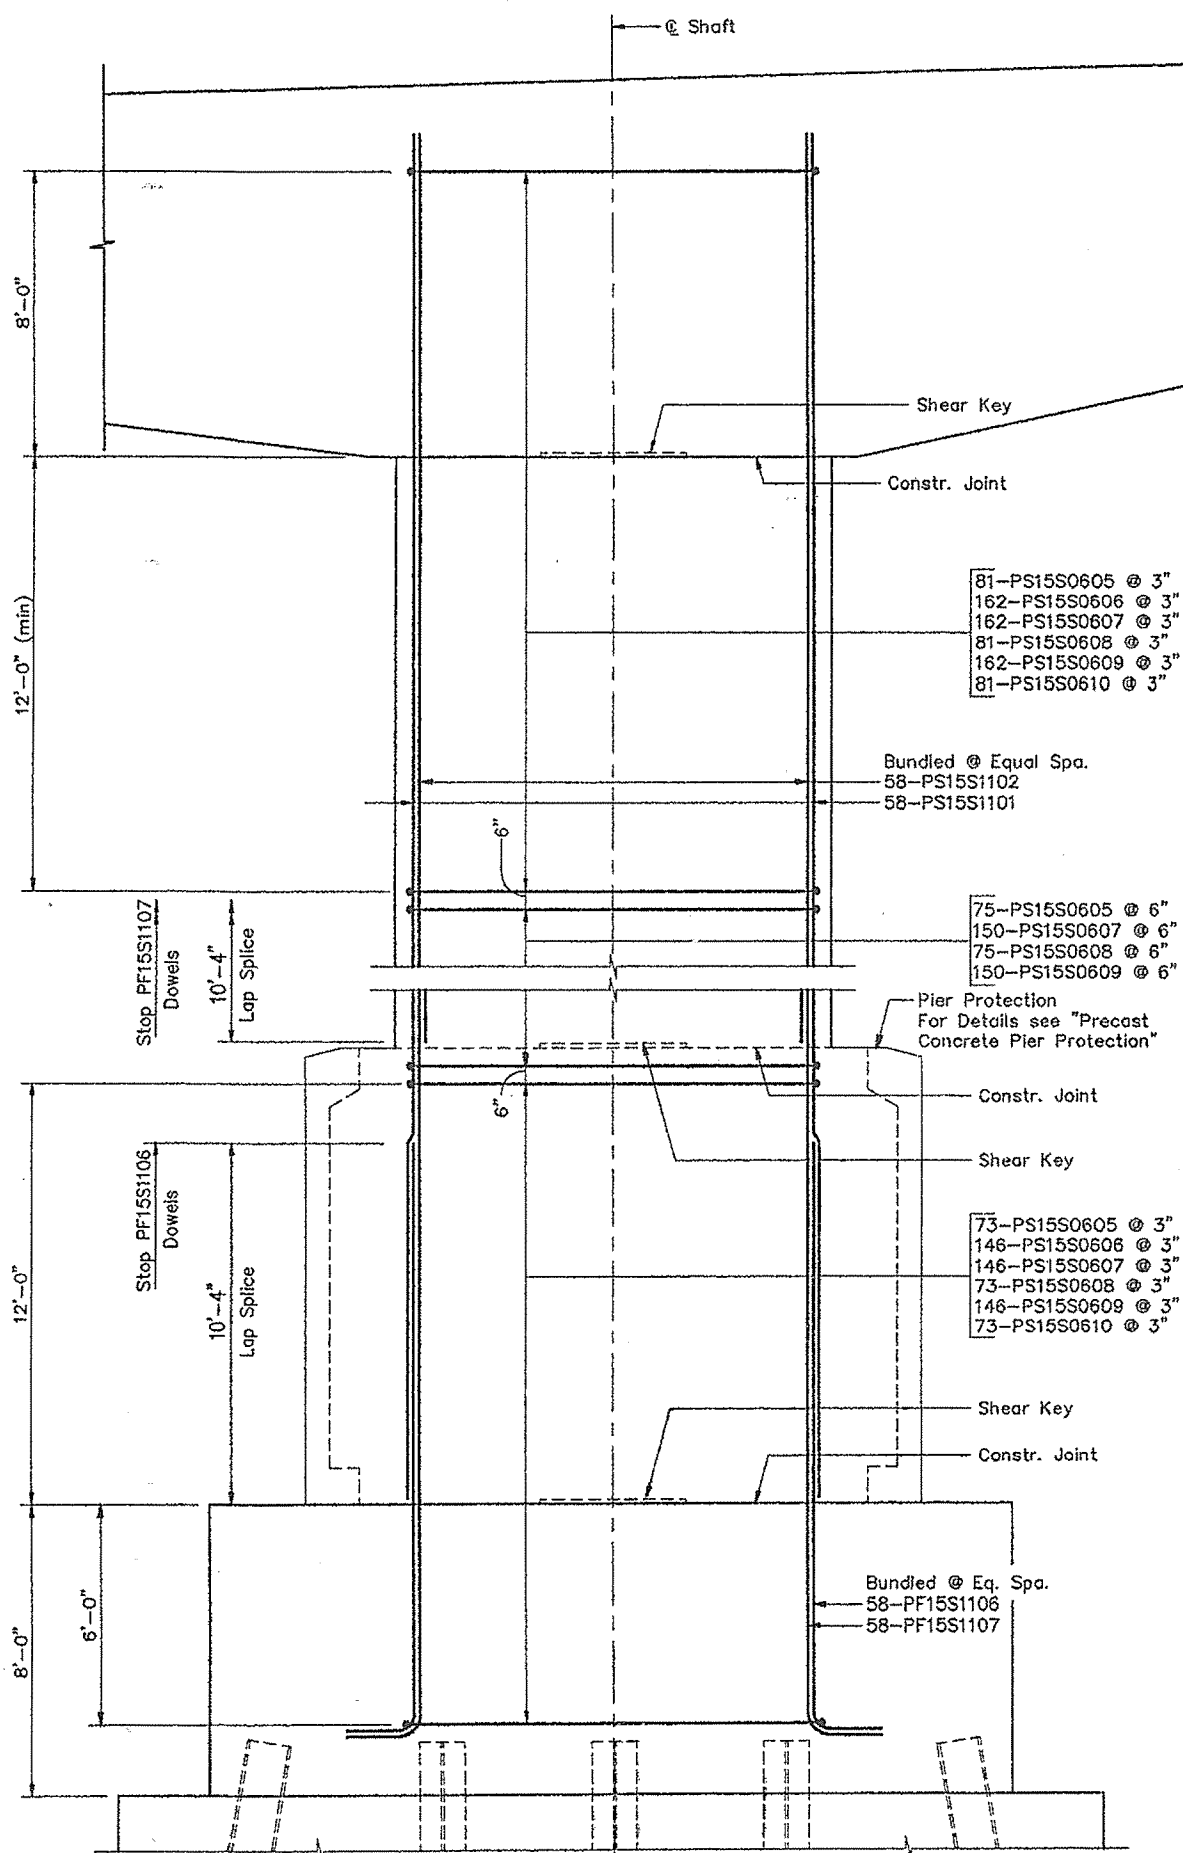 ℄ Shaft
8'-0"
Shear Key
Constr. Joint
12'-0" (min)
81-PS15S0605 @ 3"
162-PS15S0606 @ 3"
162-PS15S0607 @ 3"
81-PS15S0608 @ 3"
162-PS15S0609 @ 3"
81-PS15S0610 @ 3"
Bundled @ Equal Spa.
58-PS15S1102
58-PS15S1101
6"
Stop PF15S1107
Dowels
10'-4"
Lap Splice
75-PS15S0605 @ 6"
150-PS15S0607 @ 6"
75-PS15S0608 @ 6"
150-PS15S0609 @ 6"
Pier Protection
For Details see "Precast
Concrete Pier Protection"
6"
Constr. Joint
Shear Key
Stop PF15S1106
Dowels
12'-0"
10'-4"
Lap Splice
73-PS15S0605 @ 3"
146-PS15S0606 @ 3"
146-PS15S0607 @ 3"
73-PS15S0608 @ 3"
146-PS15S0609 @ 3"
73-PS15S0610 @ 3"
Shear Key
Constr. Joint
8'-0"
6'-0"
Bundled @ Eq. Spa.
58-PF15S1106
58-PF15S1107